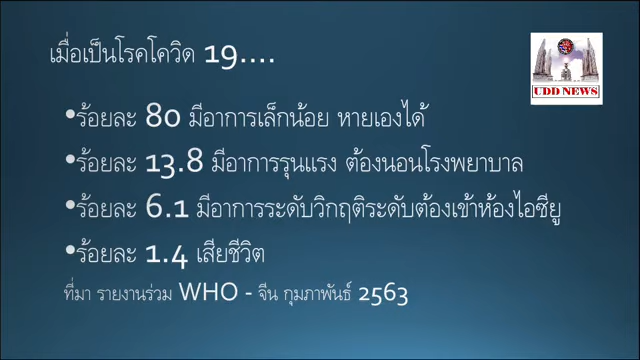 เมื่อเป็นโรคโควิด 19....
UDD NEWS
•ร้อยละ 80 มีอาการเล็กน้อย หายเองได้
•ร้อยละ 13.8 มีอาการรุนแรง ต้องนอนโรงพยาบาล
•ร้อยละ 6.1 มีอาการระดับวิกฤติระดับต้องเข้าห้องไอซียู
•ร้อยละ 1.4 เสียชีวิต
ที่มา รายงานร่วม WHO - จีน กุมภาพันธ์ 2563